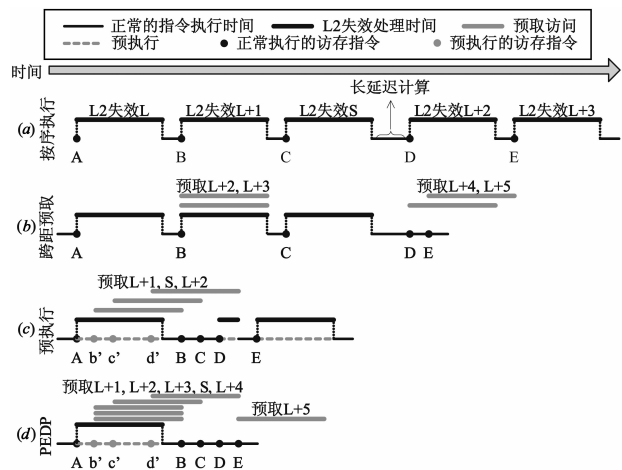 正常的指令执行时间 L2失效处理时间 预取访问
预执行 正常执行的访存指令 预执行的访存指令
时间
长延迟计算
(a) 按序执行
L2失效L L2失效L+1 L2失效S L2失效L+2 L2失效L+3
A B C D E
(b) 跨距预取
预取L+2, L+3 预取L+4, L+5
A B C D E
(c) 预执行
预取L+1, S, L+2
A b' c' d' B C D E
(d) PEDP
预取L+1, L+2, L+3, S, L+4
预取L+5
A b' c' d' B C D E